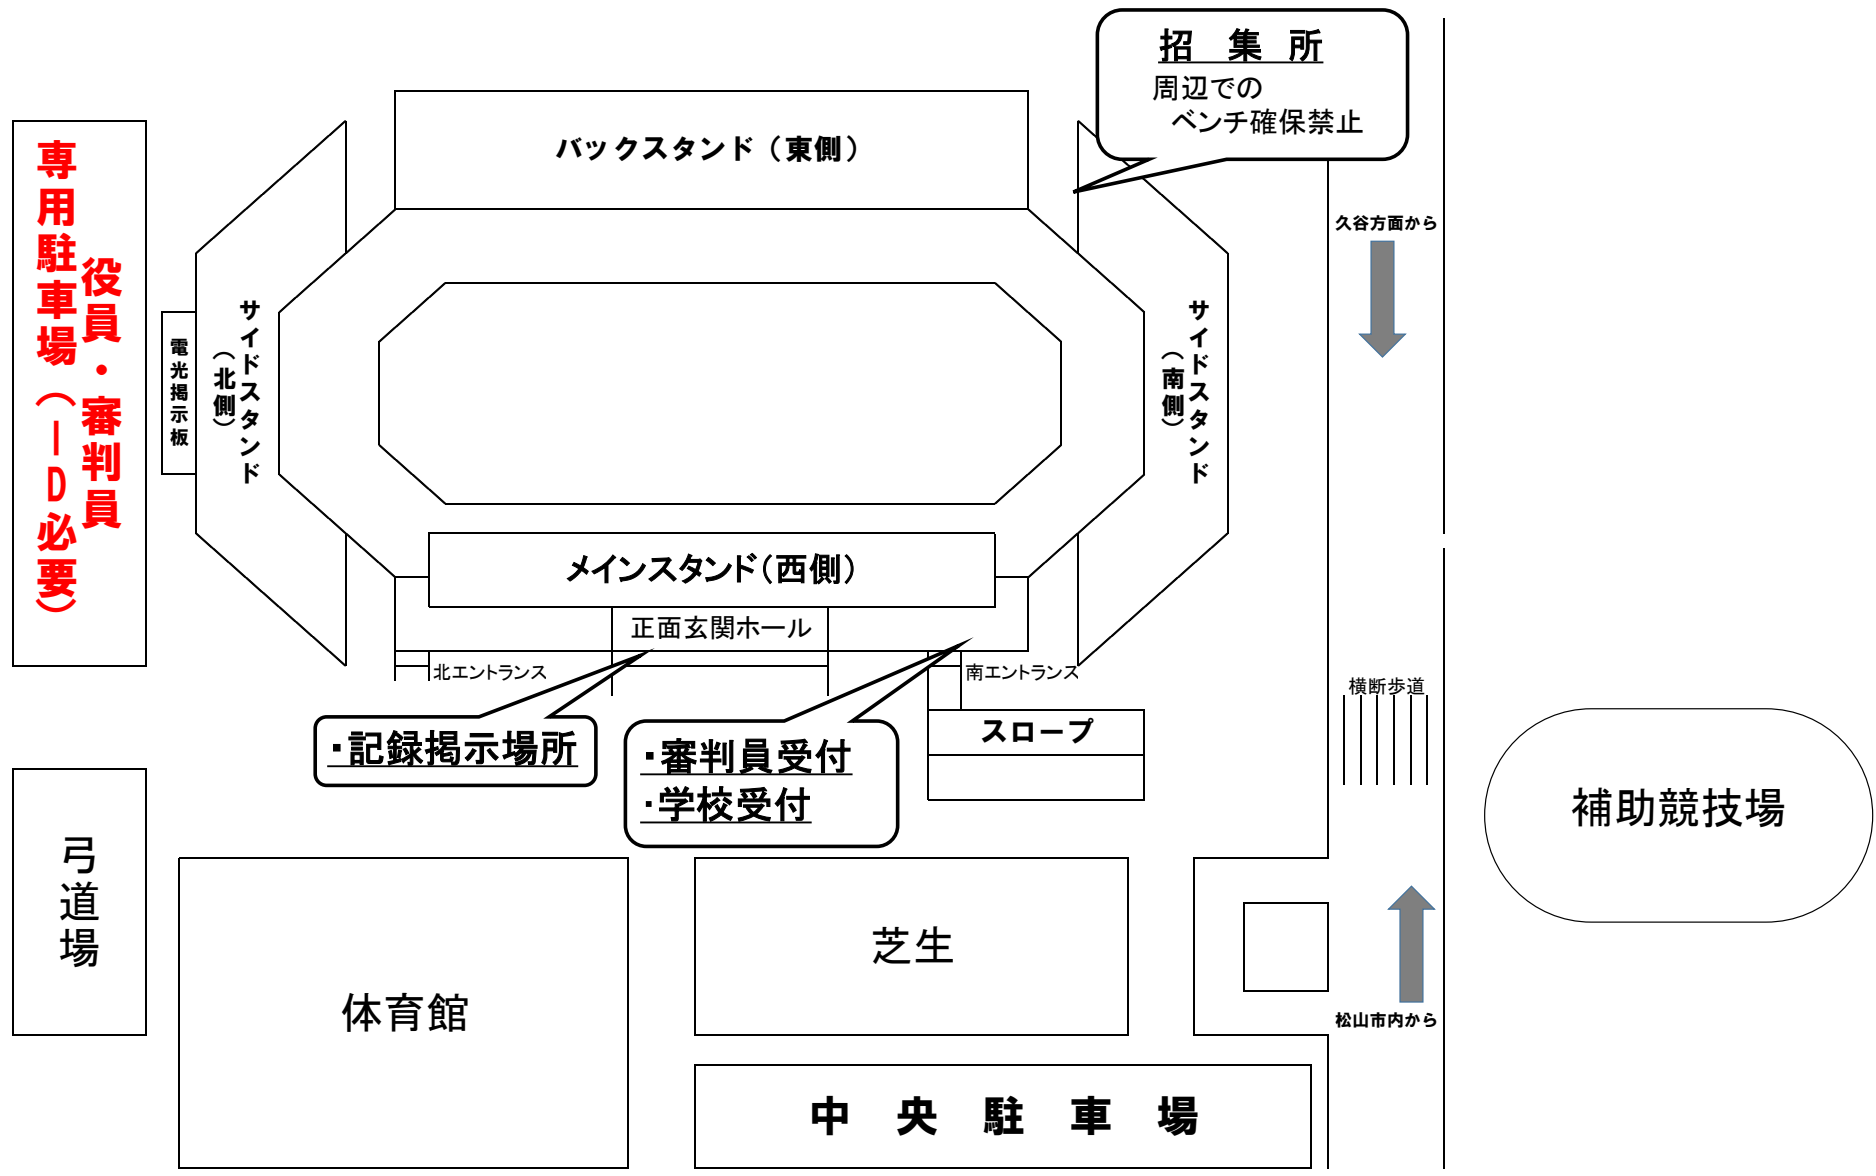 招　集　所
周辺での
ベンチ確保禁止
バックスタンド（東側）
役員・審判員
専用駐車場（ＩＤ必要）
久谷方面から
電光掲示板
サイドスタンド
（北側）
サイドスタンド
（南側）
メインスタンド（西側）
正面玄関ホール
北エントランス
南エントランス
横断歩道
・記録掲示場所
・審判員受付
・学校受付
スロープ
補助競技場
弓道場
芝生
体育館
松山市内から
中　央　駐　車　場